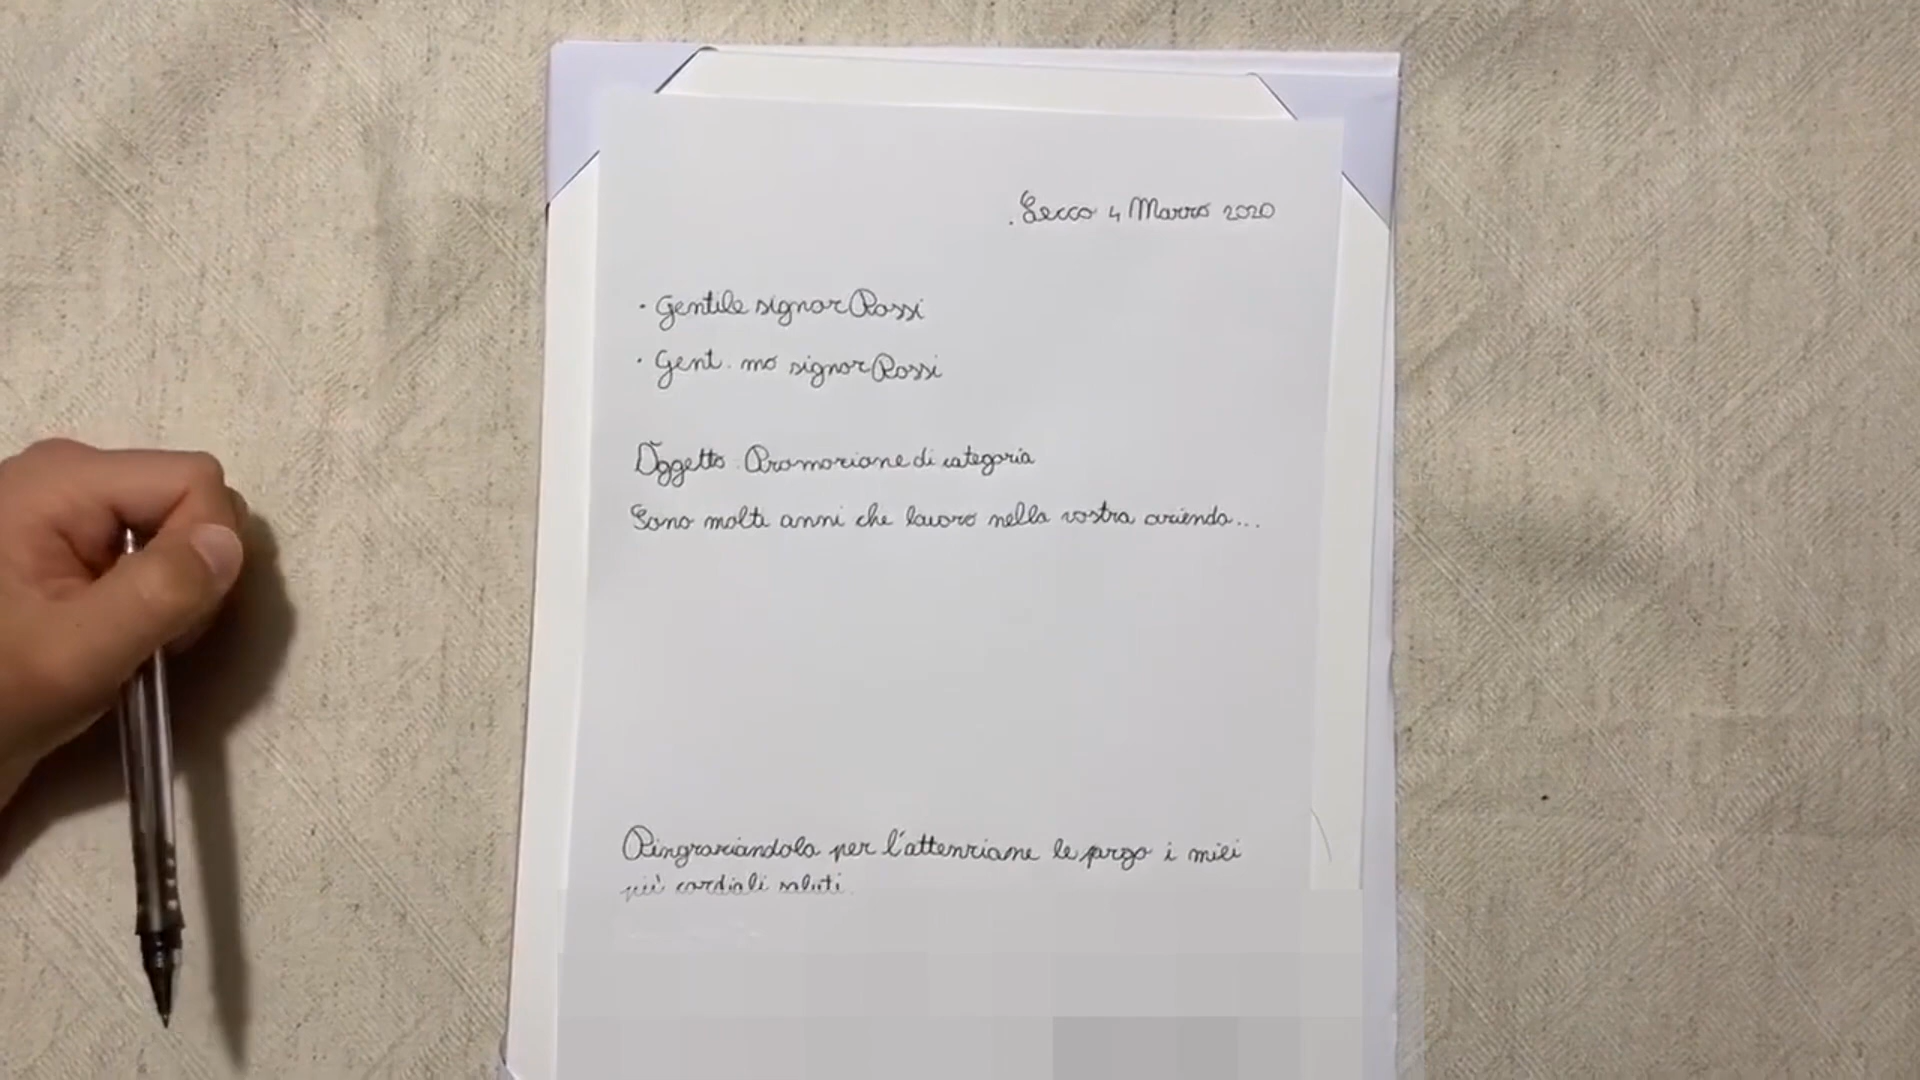 . Lecco 4 Marzo 2020
· Gentile signor Rossi
· Gent. mo signor Rossi
Oggetto: Promozione di categoria
Sono molti anni che lavoro nella vostra azienda...
Ringraziandola per l'attenzione le porgo i miei
più cordiali saluti.